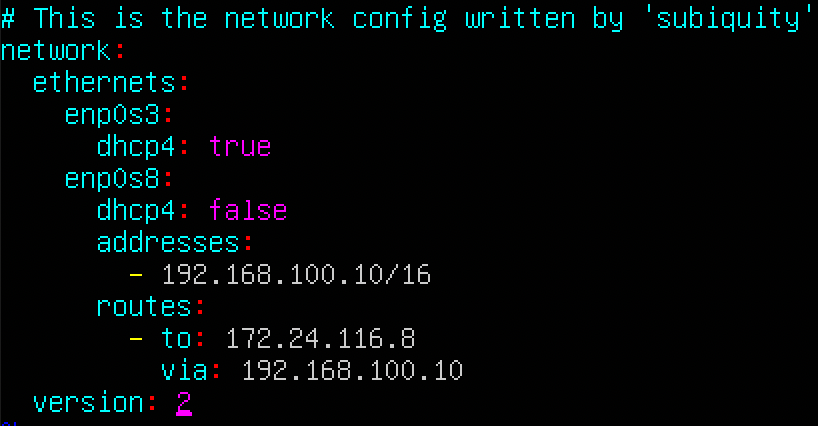 # This is the network config written by 'subiquity'
network:
  ethernets:
    enp0s3:
      dhcp4: true
    enp0s8:
      dhcp4: false
      addresses:
        - 192.168.100.10/16
      routes:
        - to: 172.24.116.8
          via: 192.168.100.10
  version: 2